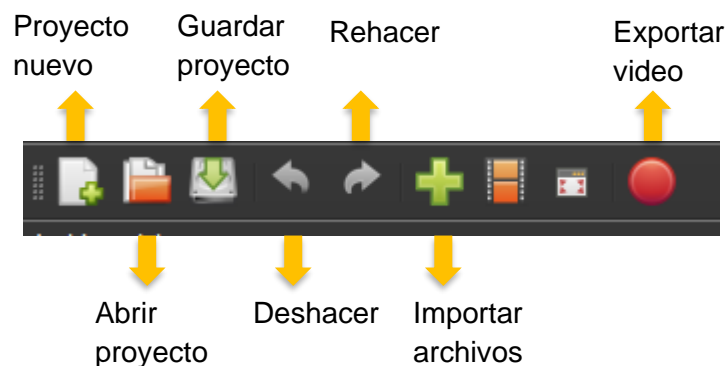 Proyecto
nuevo
Guardar
proyecto
Rehacer
Exportar
video
Abrir
proyecto
Deshacer
Importar
archivos